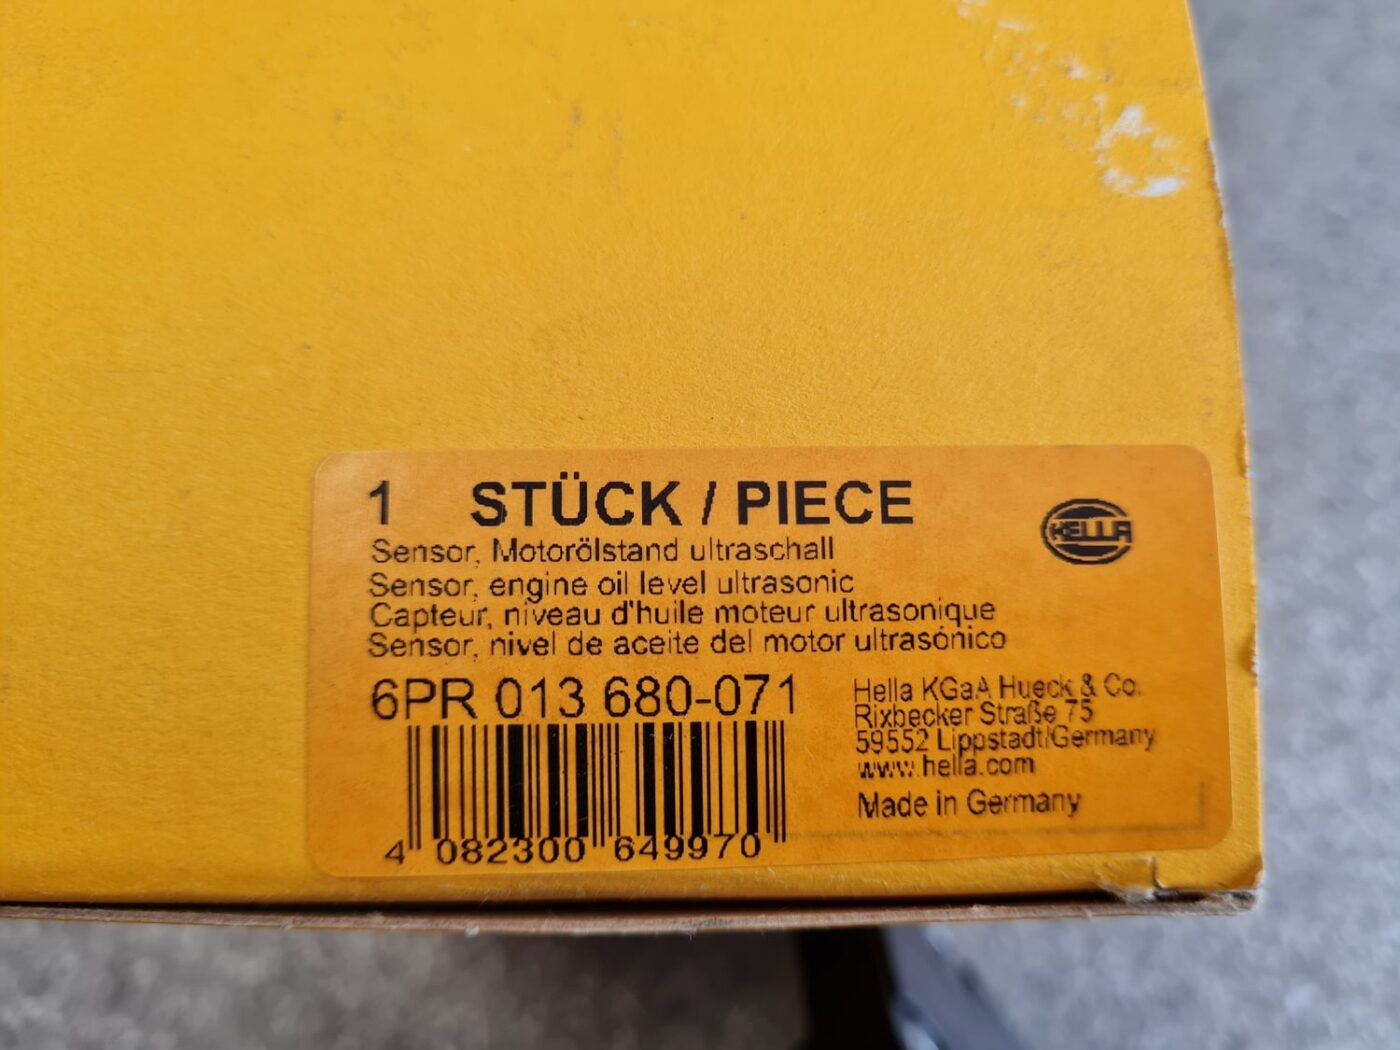 1 STÜCK / PIECE
HELLA
Sensor, Motorölstand ultraschall
Sensor, engine oil level ultrasonic
Capteur, niveau d'huile moteur ultrasonique
Sensor, nivel de aceite del motor ultrasónico
6PR 013 680-071
4 082300 649970
Hella KGaA Hueck & Co.
Rixbecker Straße 75
59552 Lippstadt/Germany
www.hella.com
Made in Germany